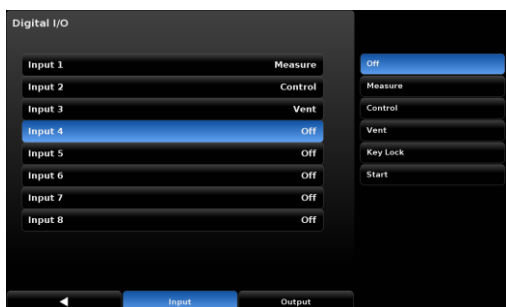 Digital I/O
Input 1 Measure
Input 2 Control
Input 3 Vent
Input 4 Off
Input 5 Off
Input 6 Off
Input 7 Off
Input 8 Off
Off
Measure
Control
Vent
Key Lock
Start
Input Output